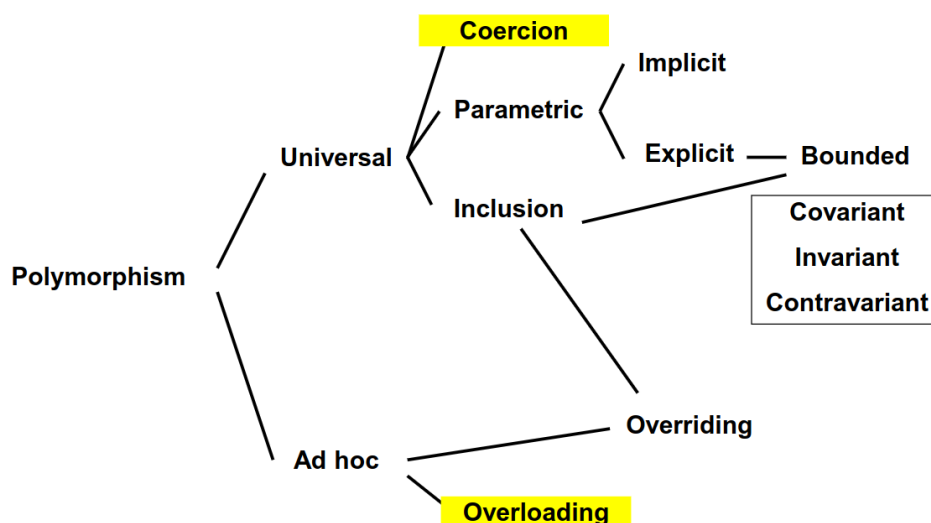 Coercion
Implicit
Parametric
Explicit
Bounded
Universal
Inclusion
Covariant
Invariant
Contravariant
Polymorphism
Overriding
Ad hoc
Overloading